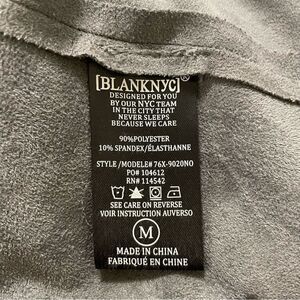 [BLANKNYC]®
DESIGNED FOR YOU
BY OUR NYC TEAM
IN THE CITY THAT
NEVER SLEEPS
BECAUSE WE CARE
90%POLYESTER
10% SPANDEX/ÉLASTHANNE
STYLE /MODELE# 76X-9020NO
PO# 104612
RN# 114542
SEE CARE ON REVERSE
VOIR INSTRUCTION AUVERSO
M
MADE IN CHINA
FABRIQUÉ EN CHINE